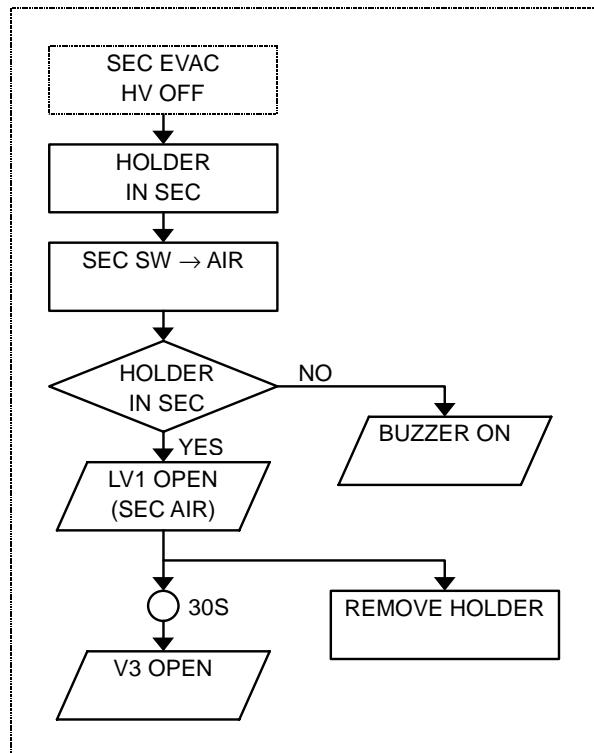 SEC EVAC
HV OFF
HOLDER
IN SEC
SEC SW → AIR
HOLDER
IN SEC
NO
BUZZER ON
YES
LV1 OPEN
(SEC AIR)
30S
REMOVE HOLDER
V3 OPEN